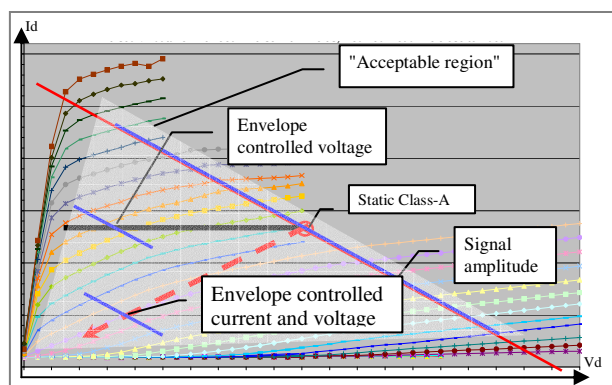 Id
"Acceptable region"
Envelope
controlled voltage
Static Class-A
Signal
amplitude
Envelope controlled
current and voltage
Vd